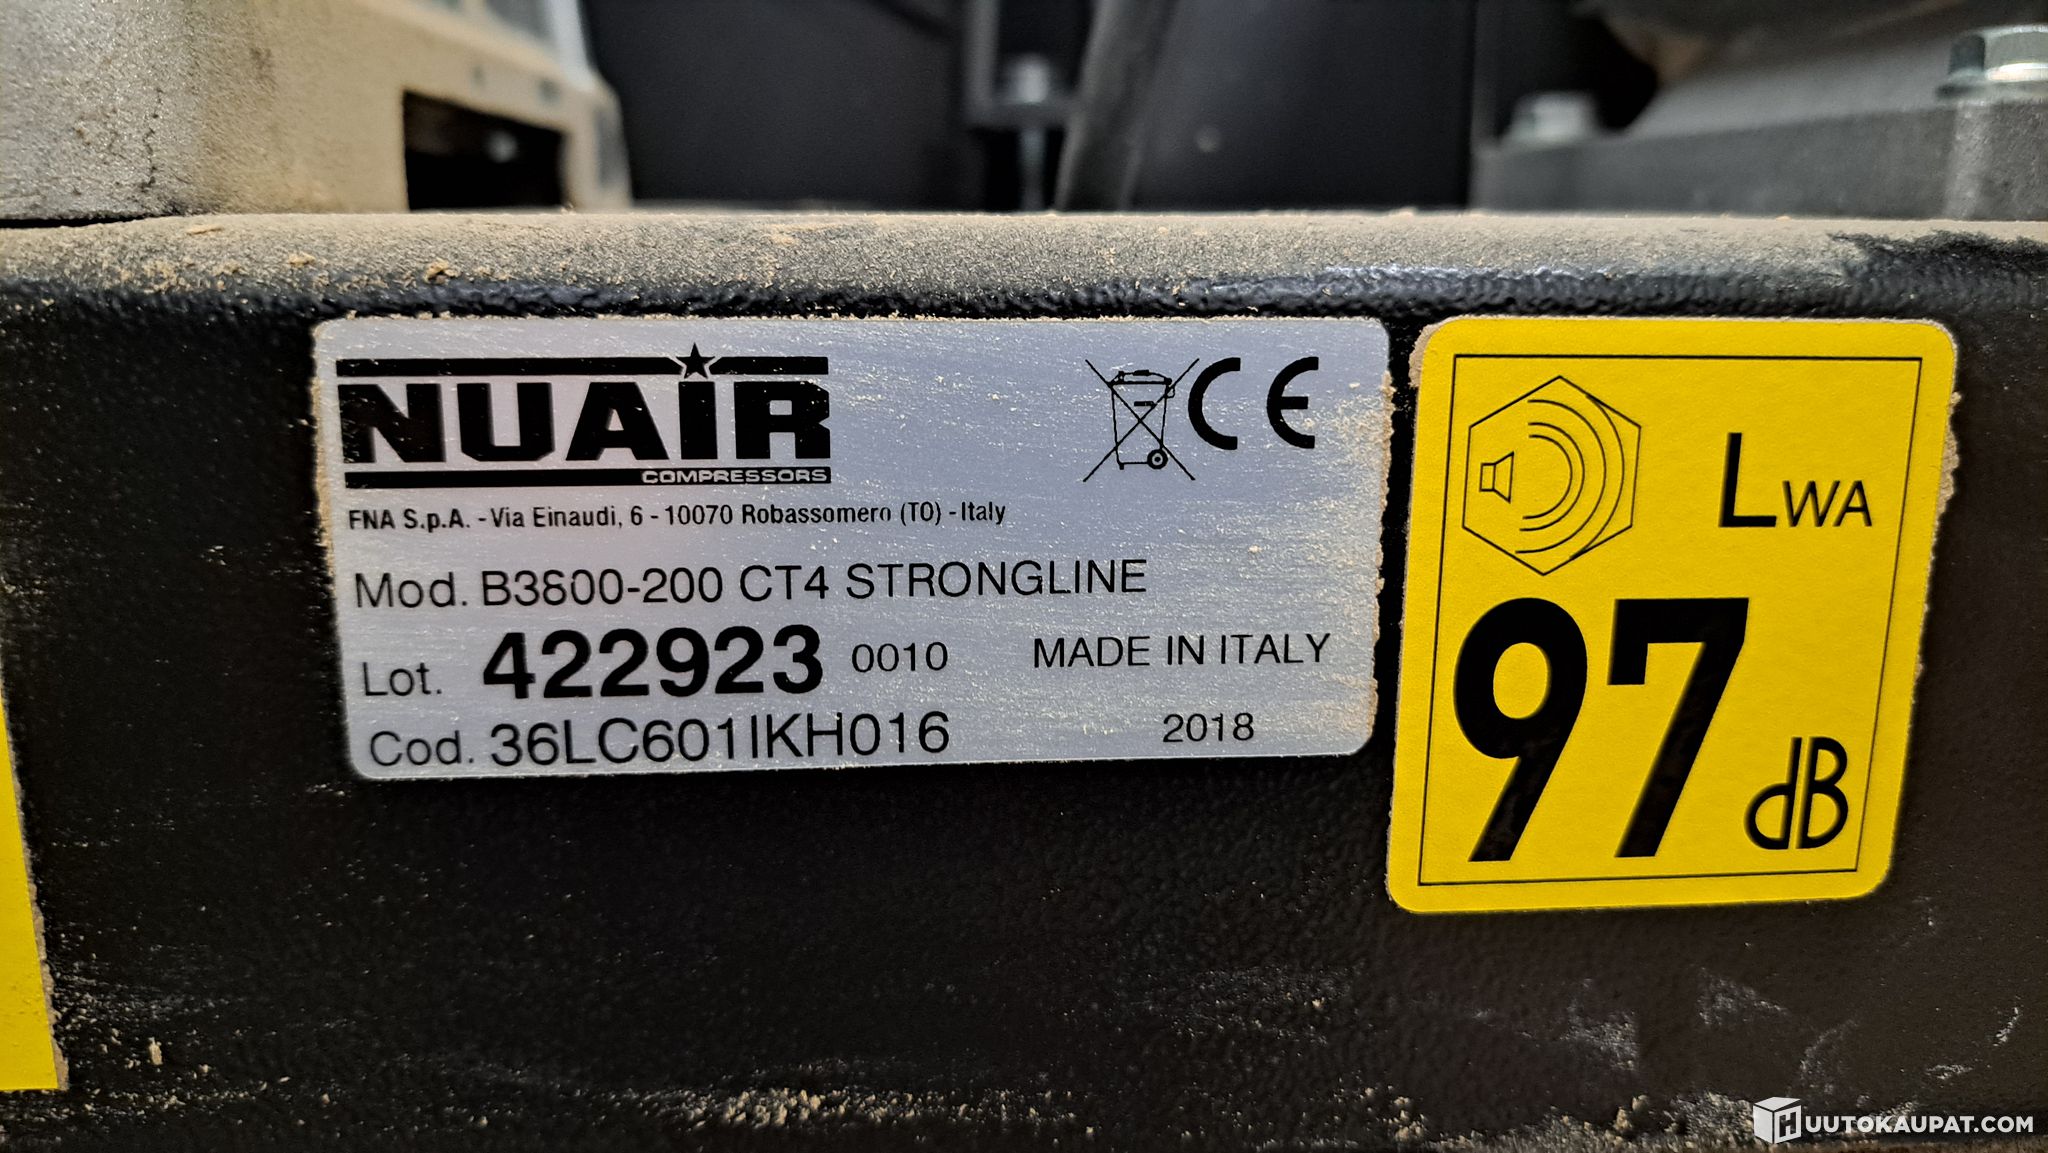 NUAIR
COMPRESSORS
CE
FNA S.p.A. - Via Einaudi, 6 - 10070 Robassomero (TO) - Italy
Mod. B3800-200 CT4 STRONGLINE
Lot. 422923 0010 MADE IN ITALY
Cod. 36LC601IKH016 2018
LWA
97 dB
HUUTOKAUPAT.COM